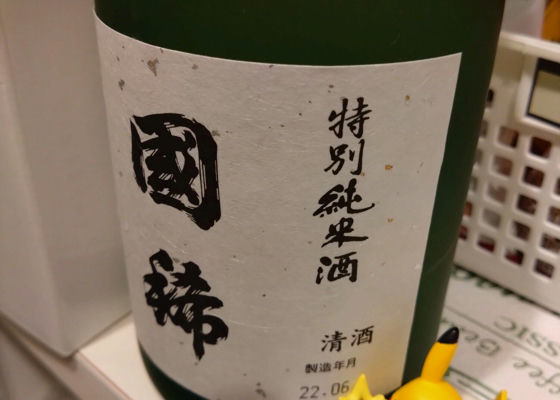 特別純米酒
國稀
清酒
製造年月
22.06